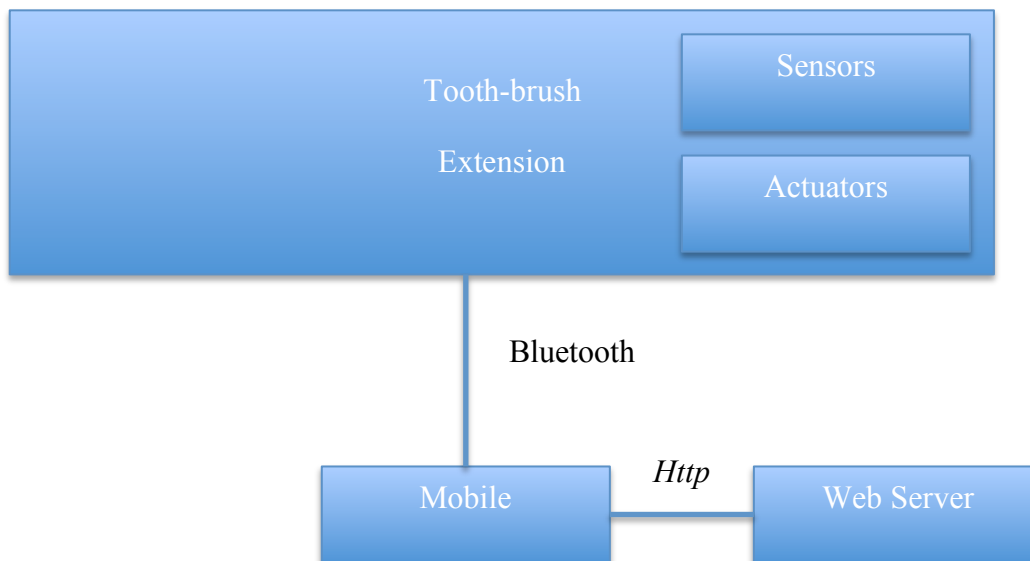 Sensors
Tooth-brush
Extension
Actuators
Bluetooth
Http
Mobile
Web Server